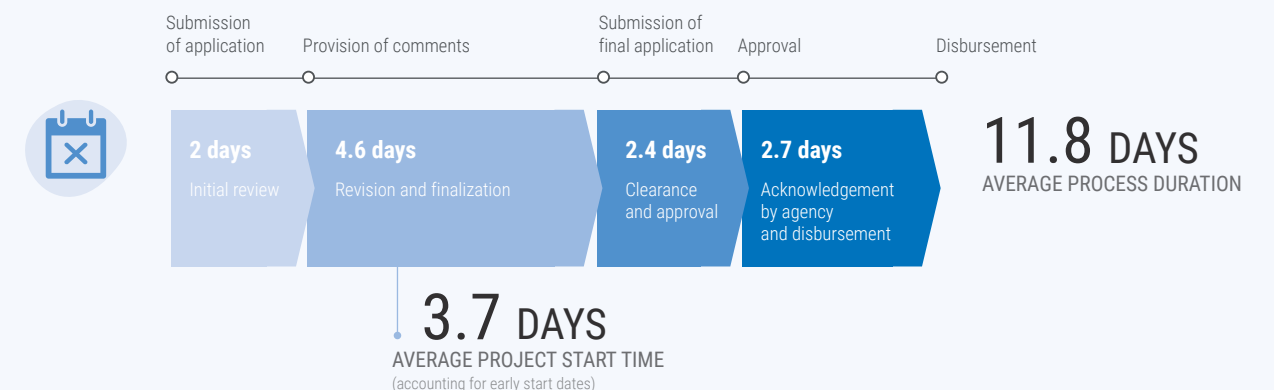 Submission
of application
Provision of comments
Submission of
final application
Approval
Disbursement
2 days
Initial review
4.6 days
Revision and finalization
2.4 days
Clearance
and approval
2.7 days
Acknowledgement
by agency
and disbursement
11.8 DAYS
AVERAGE PROCESS DURATION
3.7 DAYS
AVERAGE PROJECT START TIME
(accounting for early start dates)